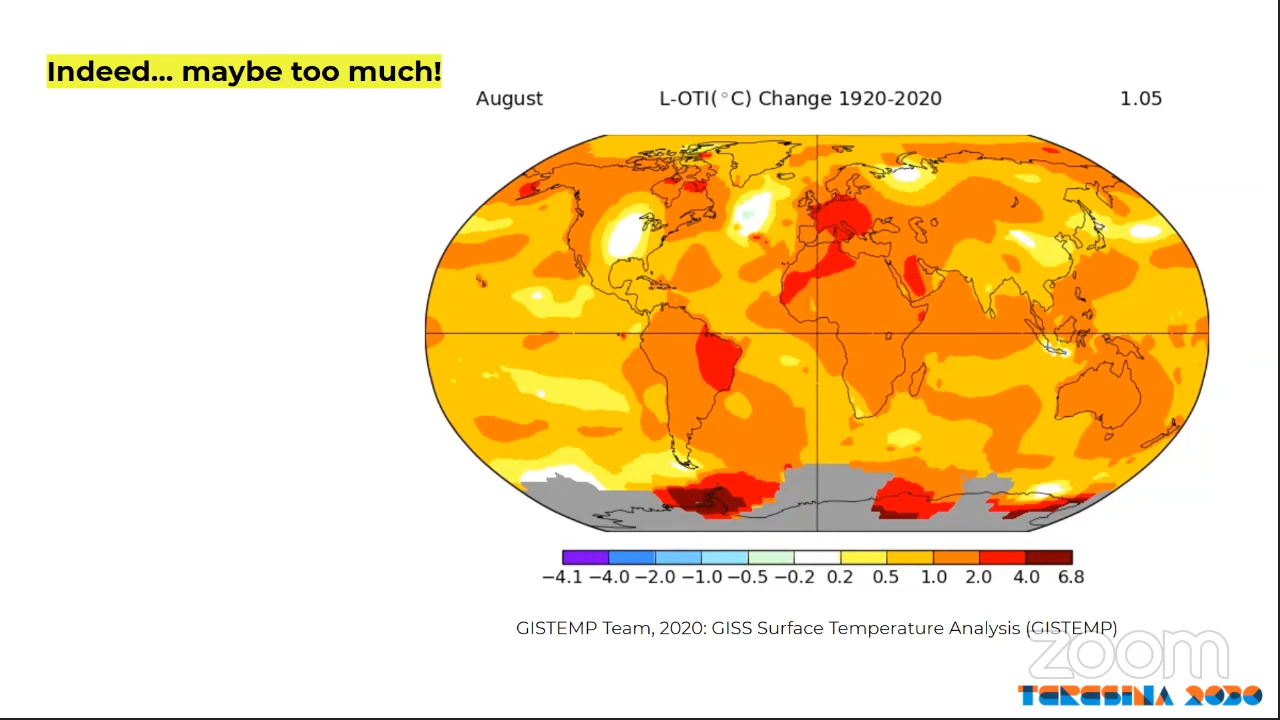 Indeed... maybe too much!
August L-OTI(°C) Change 1920-2020 1.05
−4.1 −4.0 −2.0 −1.0 −0.5 −0.2 0.2 0.5 1.0 2.0 4.0 6.8
GISTEMP Team, 2020: GISS Surface Temperature Analysis (GISTEMP)
zoom
TERESINA 2030